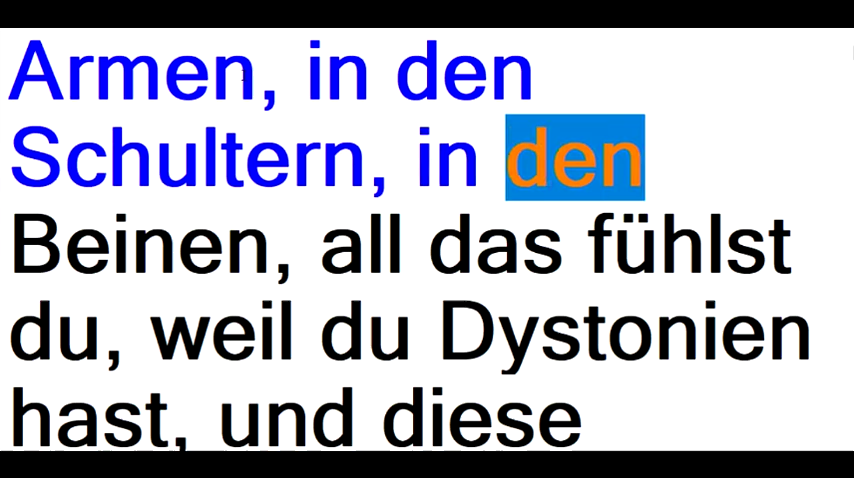 Armen, in den
Schultern, in den
Beinen, all das fühlst
du, weil du Dystonien
hast, und diese